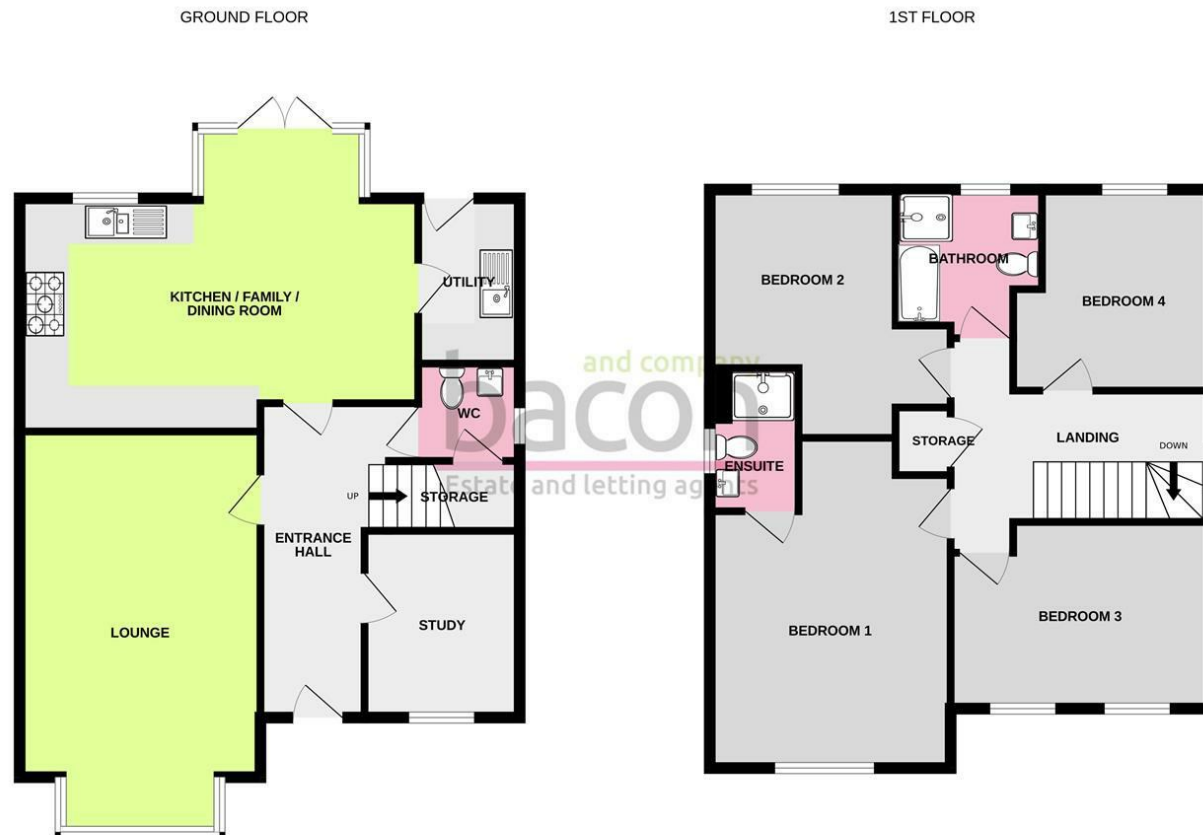 GROUND FLOOR
1ST FLOOR
KITCHEN / FAMILY /
DINING ROOM
UTILITY
WC
UP
STORAGE
ENTRANCE
HALL
LOUNGE
STUDY
BEDROOM 2
BATHROOM
BEDROOM 4
ENSUITE
STORAGE
LANDING
DOWN
BEDROOM 1
BEDROOM 3
and company
bacon
Estate and letting agents